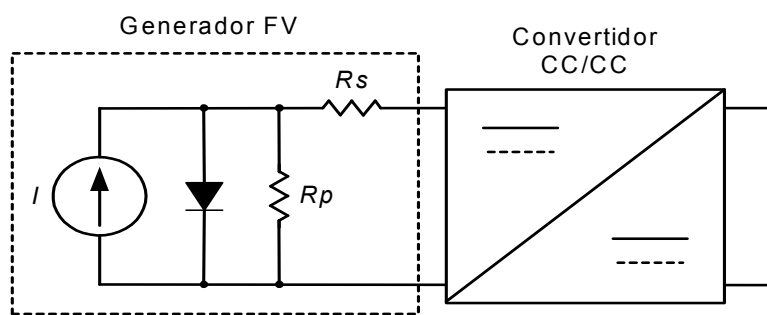 Generador FV
Convertidor
CC/CC
Rs
I
Rp